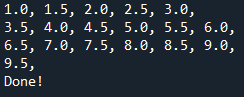 1.0, 1.5, 2.0, 2.5, 3.0,
3.5, 4.0, 4.5, 5.0, 5.5, 6.0,
6.5, 7.0, 7.5, 8.0, 8.5, 9.0,
9.5,
Done!